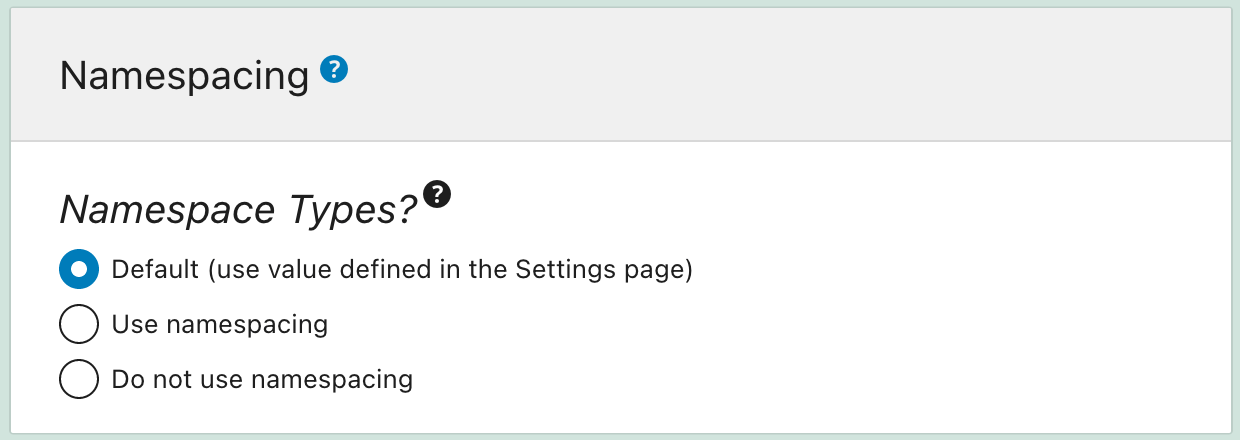 Namespacing ?
Namespace Types? ?
Default (use value defined in the Settings page)
Use namespacing
Do not use namespacing